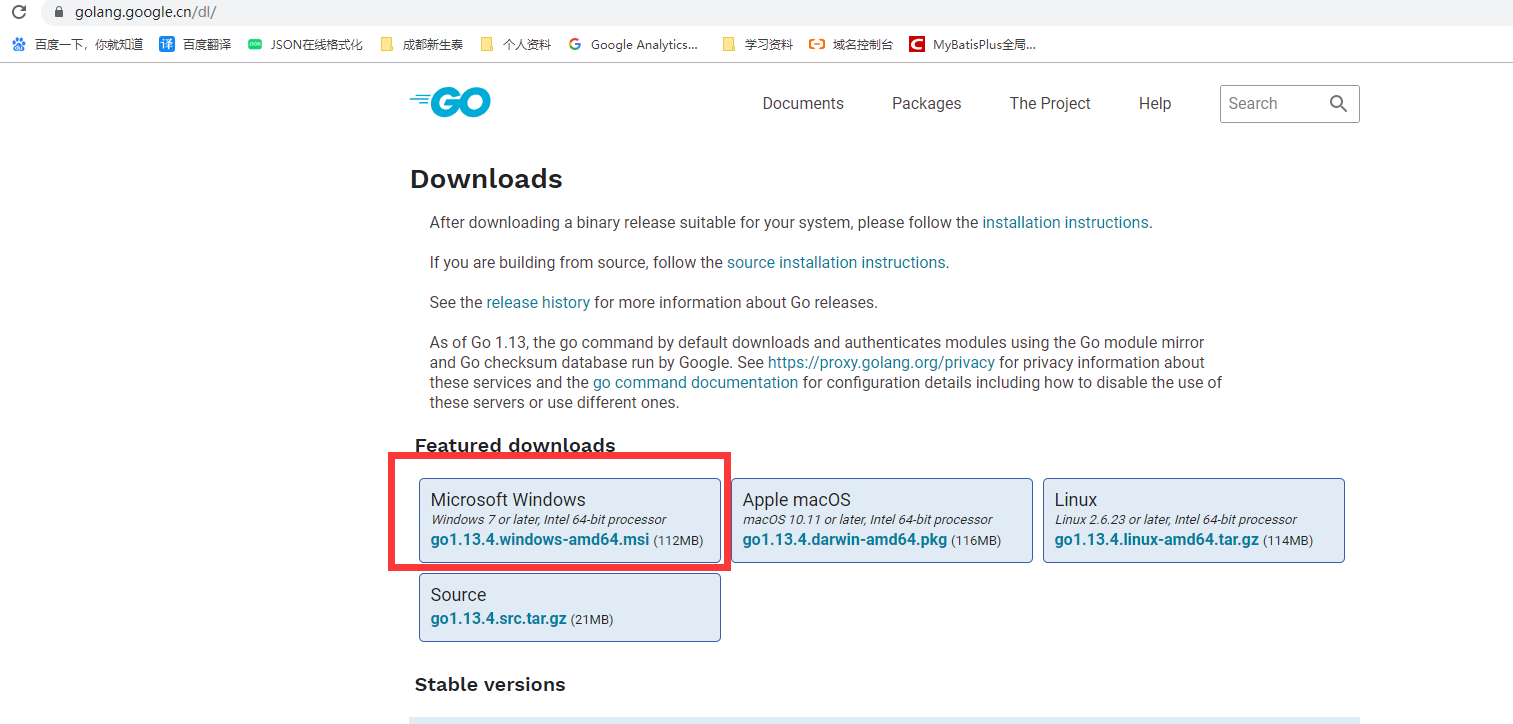 golang.google.cn/dl/
百度一下，你就知道 译 百度翻译 JSON在线格式化 成都新生泰 个人资料 Google Analytics... 学习资料 域名控制台 MyBatisPlus全局...
GO Documents Packages The Project Help Search
Downloads
After downloading a binary release suitable for your system, please follow the installation instructions.
If you are building from source, follow the source installation instructions.
See the release history for more information about Go releases.
As of Go 1.13, the go command by default downloads and authenticates modules using the Go module mirror
and Go checksum database run by Google. See https://proxy.golang.org/privacy for privacy information about
these services and the go command documentation for configuration details including how to disable the use of
these servers or use different ones.
Featured downloads
Microsoft Windows
Windows 7 or later, Intel 64-bit processor
go1.13.4.windows-amd64.msi (112MB)
Apple macOS
macOS 10.11 or later, Intel 64-bit processor
go1.13.4.darwin-amd64.pkg (116MB)
Linux
Linux 2.6.23 or later, Intel 64-bit processor
go1.13.4.linux-amd64.tar.gz (114MB)
Source
go1.13.4.src.tar.gz (21MB)
Stable versions